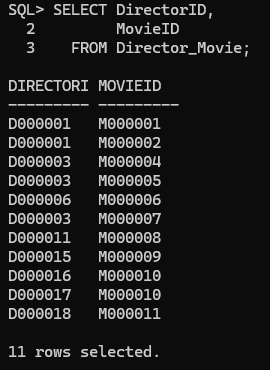 SQL> SELECT DirectorID,
  2         MovieID
  3    FROM Director_Movie;

DIRECTORI MOVIEID
--------- ---------
D000001   M000001
D000001   M000002
D000003   M000004
D000003   M000005
D000006   M000006
D000003   M000007
D000011   M000008
D000015   M000009
D000016   M000010
D000017   M000010
D000018   M000011

11 rows selected.